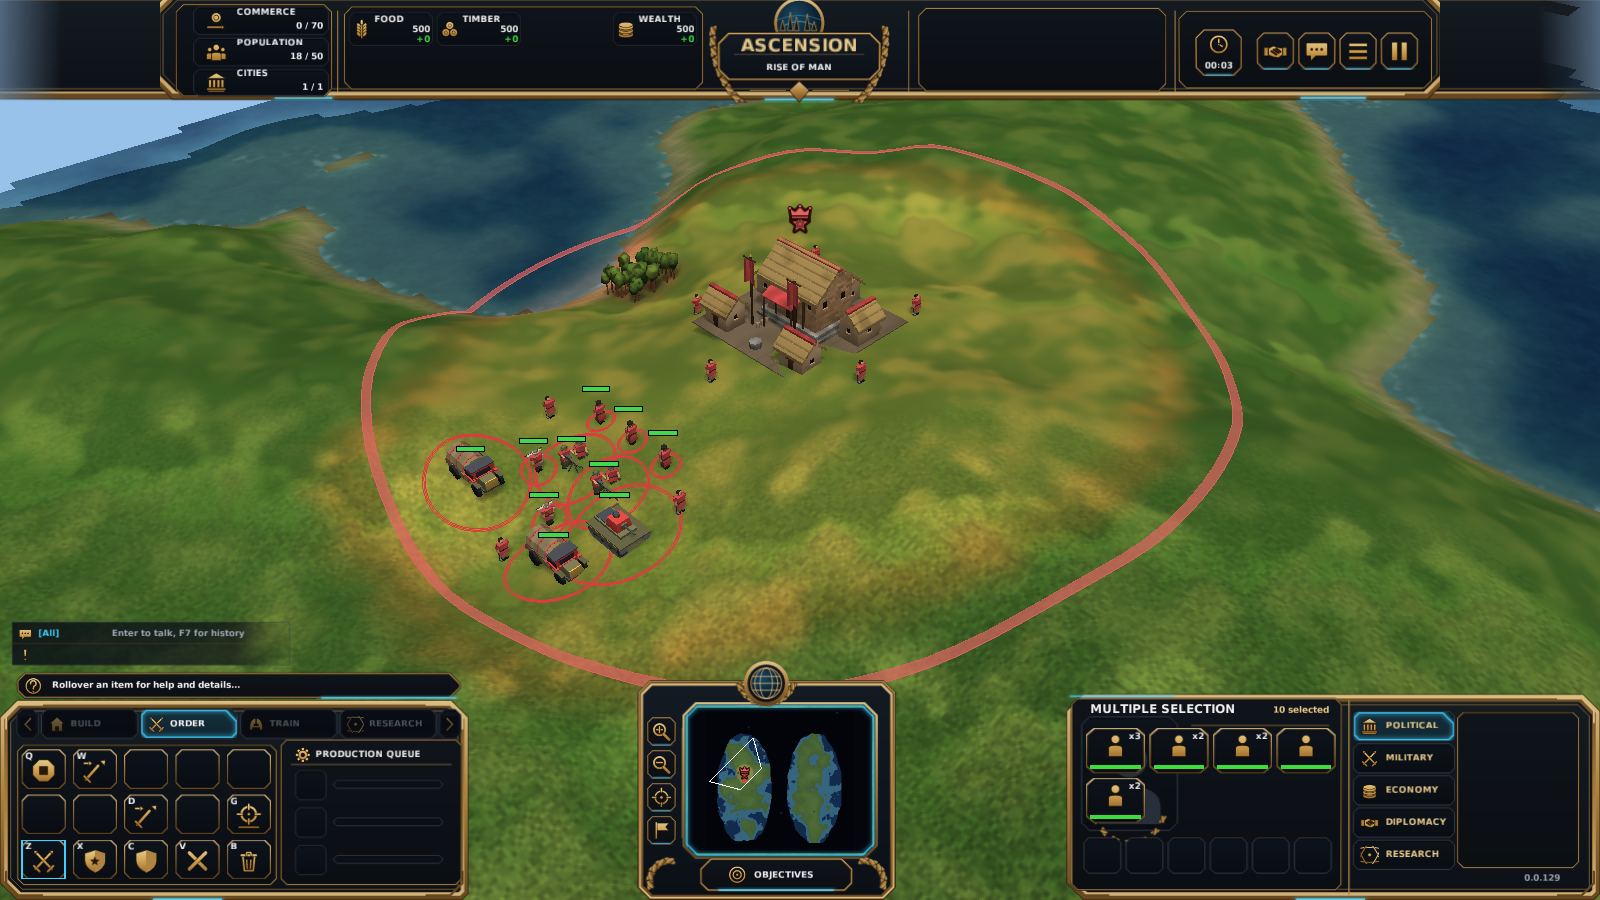 COMMERCE
0 / 70
POPULATION
18 / 50
CITIES
1 / 1
FOOD
500
+0
TIMBER
500
+0
WEALTH
500
+0
ASCENSION
RISE OF MAN
00:03
[All] Enter to talk, F7 for history
!
Rollover an item for help and details...
BUILD
ORDER
TRAIN
RESEARCH
Q
W
D
G
Z
X
C
V
B
PRODUCTION QUEUE
OBJECTIVES
MULTIPLE SELECTION
10 selected
x3
x2
x2
x2
POLITICAL
MILITARY
ECONOMY
DIPLOMACY
RESEARCH
0.0.129